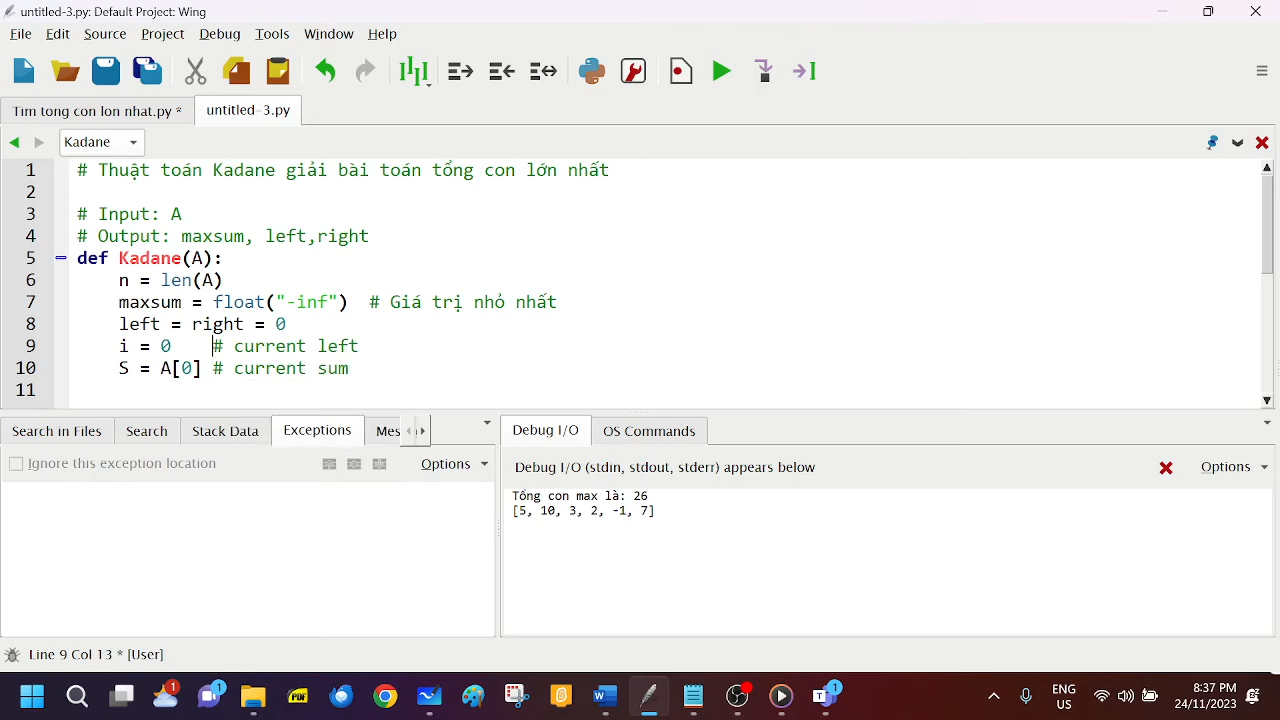 untitled-3.py: Default Project: Wing
File Edit Source Project Debug Tools Window Help
Tim tong con lon nhat.py * untitled-3.py
Kadane
1 # Thuật toán Kadane giải bài toán tổng con lớn nhất
2
3 # Input: A
4 # Output: maxsum, left,right
5 def Kadane(A):
6 n = len(A)
7 maxsum = float("-inf") # Giá trị nhỏ nhất
8 left = right = 0
9 i = 0 # current left
10 S = A[0] # current sum
11
Search in Files Search Stack Data Exceptions Mes Debug I/O OS Commands
Ignore this exception location Options Debug I/O (stdin, stdout, stderr) appears below Options
Tổng con max là: 26
[5, 10, 3, 2, -1, 7]
Line 9 Col 13 * [User]
1 1 PDF 1 ENG US 8:37 PM 24/11/2023